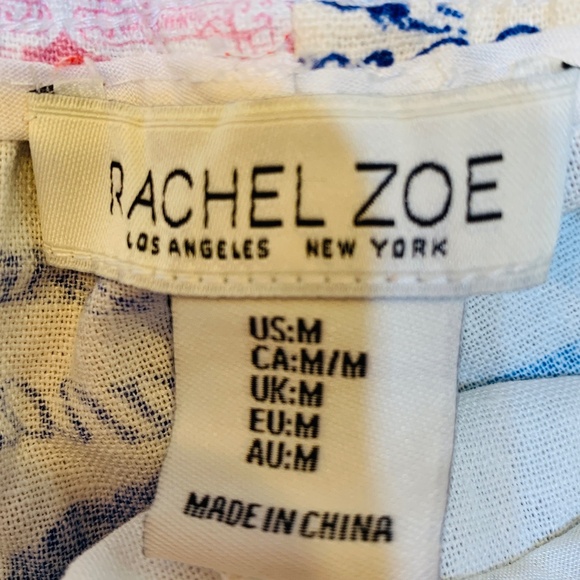 RACHEL ZOE
LOS ANGELES NEW YORK
US:M
CA:M/M
UK:M
EU:M
AU:M
MADE IN CHINA